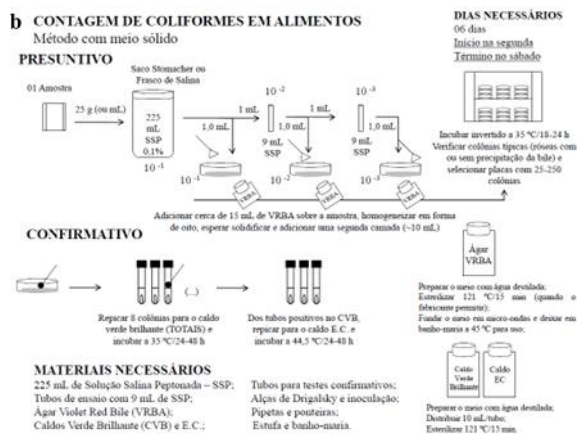 b CONTAGEM DE COLIFORMES EM ALIMENTOS
Método com meio sólido
PRESUNTIVO
01 Amostra
25 g (ou mL)
Saco Stomacher ou
Frasco de Salina
225
mL
SSP
0,1%
10 -1
1 mL
1,0 mL
10 -1
10 -2
9 mL
SSP
1 mL
1,0 mL
10 -2
10 -3
9 mL
SSP
1,0 mL
10 -3
VRBA
VRBA
VRBA
Adicionar cerca de 15 mL de VRBA sobre a amostra, homogeneizar em forma
de oito, esperar solidificar e adicionar uma segunda camada (~10 mL)
DIAS NECESSÁRIOS
06 dias
Início na segunda
Término no sábado
Incubar invertido a 35 ºC/18-24 h
Verificar colônias típicas (róseas com
ou sem precipitação da bile) e
selecionar placas com 25-250
colônias
CONFIRMATIVO
(...)
Repicar 8 colônias para o caldo
verde brilhante (TOTAIS) e
incubar a 35 ºC/24-48 h
Dos tubos positivos no CVB,
repicar para o caldo E.C. e
incubar a 44,5 ºC/24-48 h
Ágar
VRBA
Preparar o meio com água destilada;
Esterilizar 121 ºC/15 min (quando o
fabricante permitir);
Fundir o meio em micro-ondas e deixar em
banho-maria a 45 ºC para uso;
Caldo
Verde
Brilhante
Caldo
EC
Preparar o meio com água destilada;
Distribuir 10 mL/tubo;
Esterilizar 121 ºC/15 min.
MATERIAIS NECESSÁRIOS
225 mL de Solução Salina Peptonada – SSP;
Tubos de ensaio com 9 mL de SSP;
Ágar Violet Red Bile (VRBA);
Caldos Verde Brilhante (CVB) e E.C.;
Tubos para testes confirmativos;
Alças de Drigalsky e inoculação;
Pipetas e ponteiras;
Estufa e banho-maria.